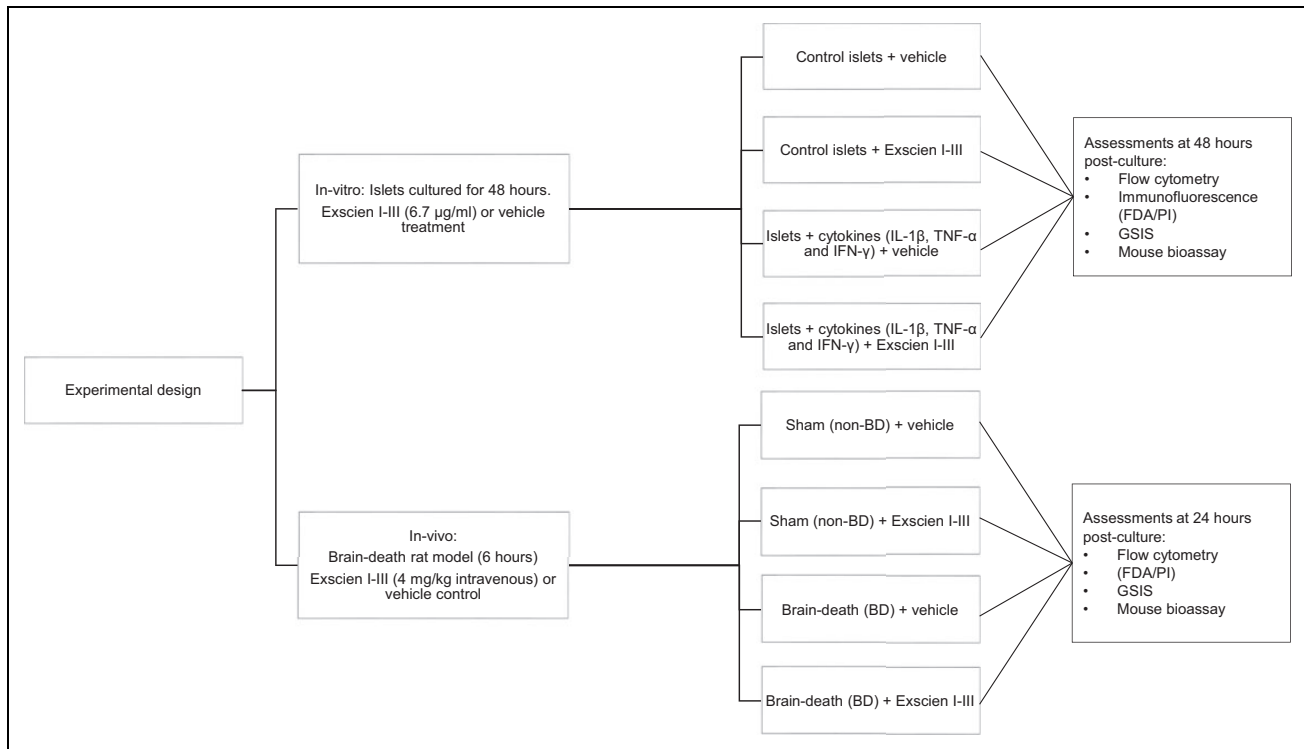 Experimental design
In-vitro: Islets cultured for 48 hours.
Exscien I-III (6.7 µg/ml) or vehicle
treatment
In-vivo:
Brain-death rat model (6 hours)
Exscien I-III (4 mg/kg intravenous) or
vehicle control
Control islets + vehicle
Control islets + Exscien I-III
Islets + cytokines (IL-1β, TNF-α
and IFN-γ) + vehicle
Islets + cytokines (IL-1β, TNF-α
and IFN-γ) + Exscien I-III
Sham (non-BD) + vehicle
Sham (non-BD) + Exscien I-III
Brain-death (BD) + vehicle
Brain-death (BD) + Exscien I-III
Assessments at 48 hours
post-culture:
• Flow cytometry
• Immunofluorescence
(FDA/PI)
• GSIS
• Mouse bioassay
Assessments at 24 hours
post-culture:
• Flow cytometry
• (FDA/PI)
• GSIS
• Mouse bioassay